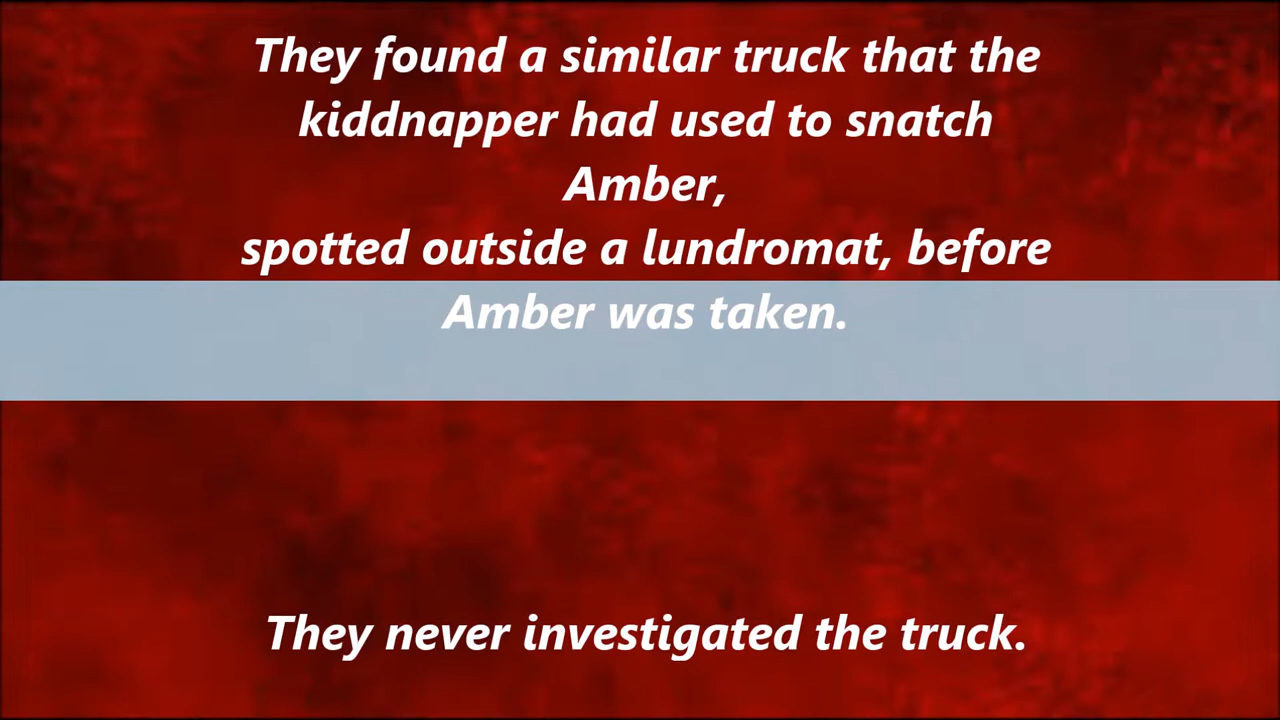 They found a similar truck that the
kiddnapper had used to snatch
Amber,
spotted outside a lundromat, before
Amber was taken.
They never investigated the truck.